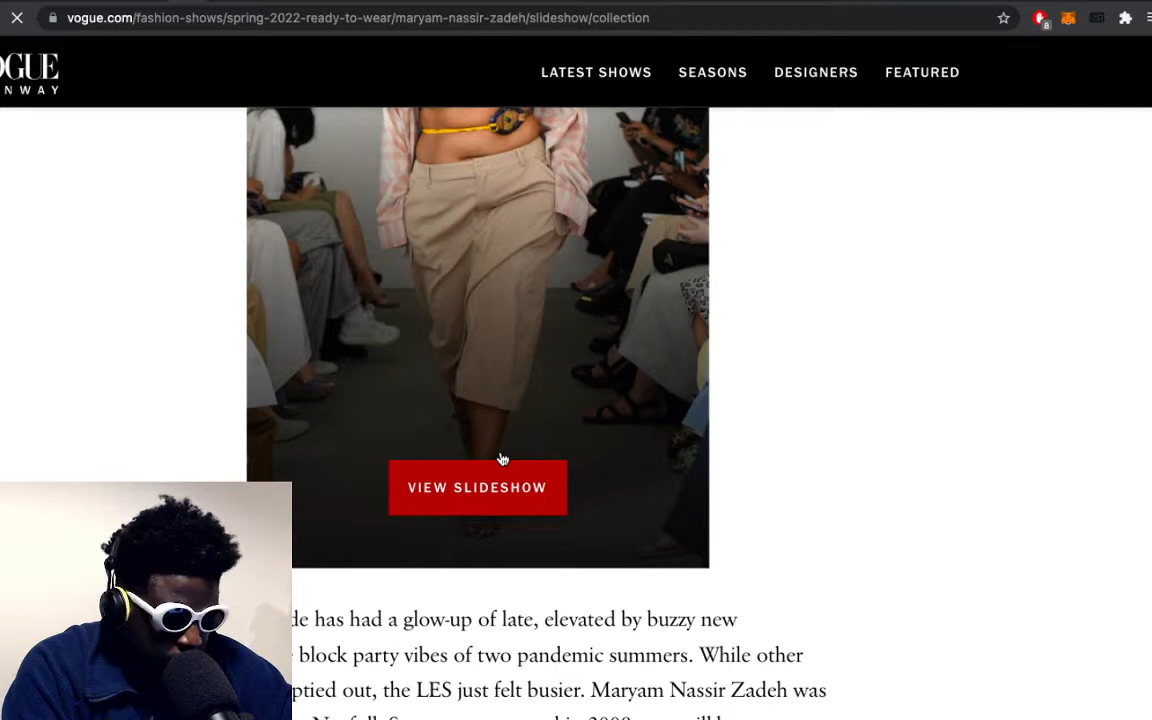 vogue.com/fashion-shows/spring-2022-ready-to-wear/maryam-nassir-zadeh/slideshow/collection
OGUE
NWAY
LATEST SHOWS
SEASONS
DESIGNERS
FEATURED
8
VIEW SLIDESHOW
de has had a glow-up of late, elevated by buzzy new
block party vibes of two pandemic summers. While other
ptied out, the LES just felt busier. Maryam Nassir Zadeh was